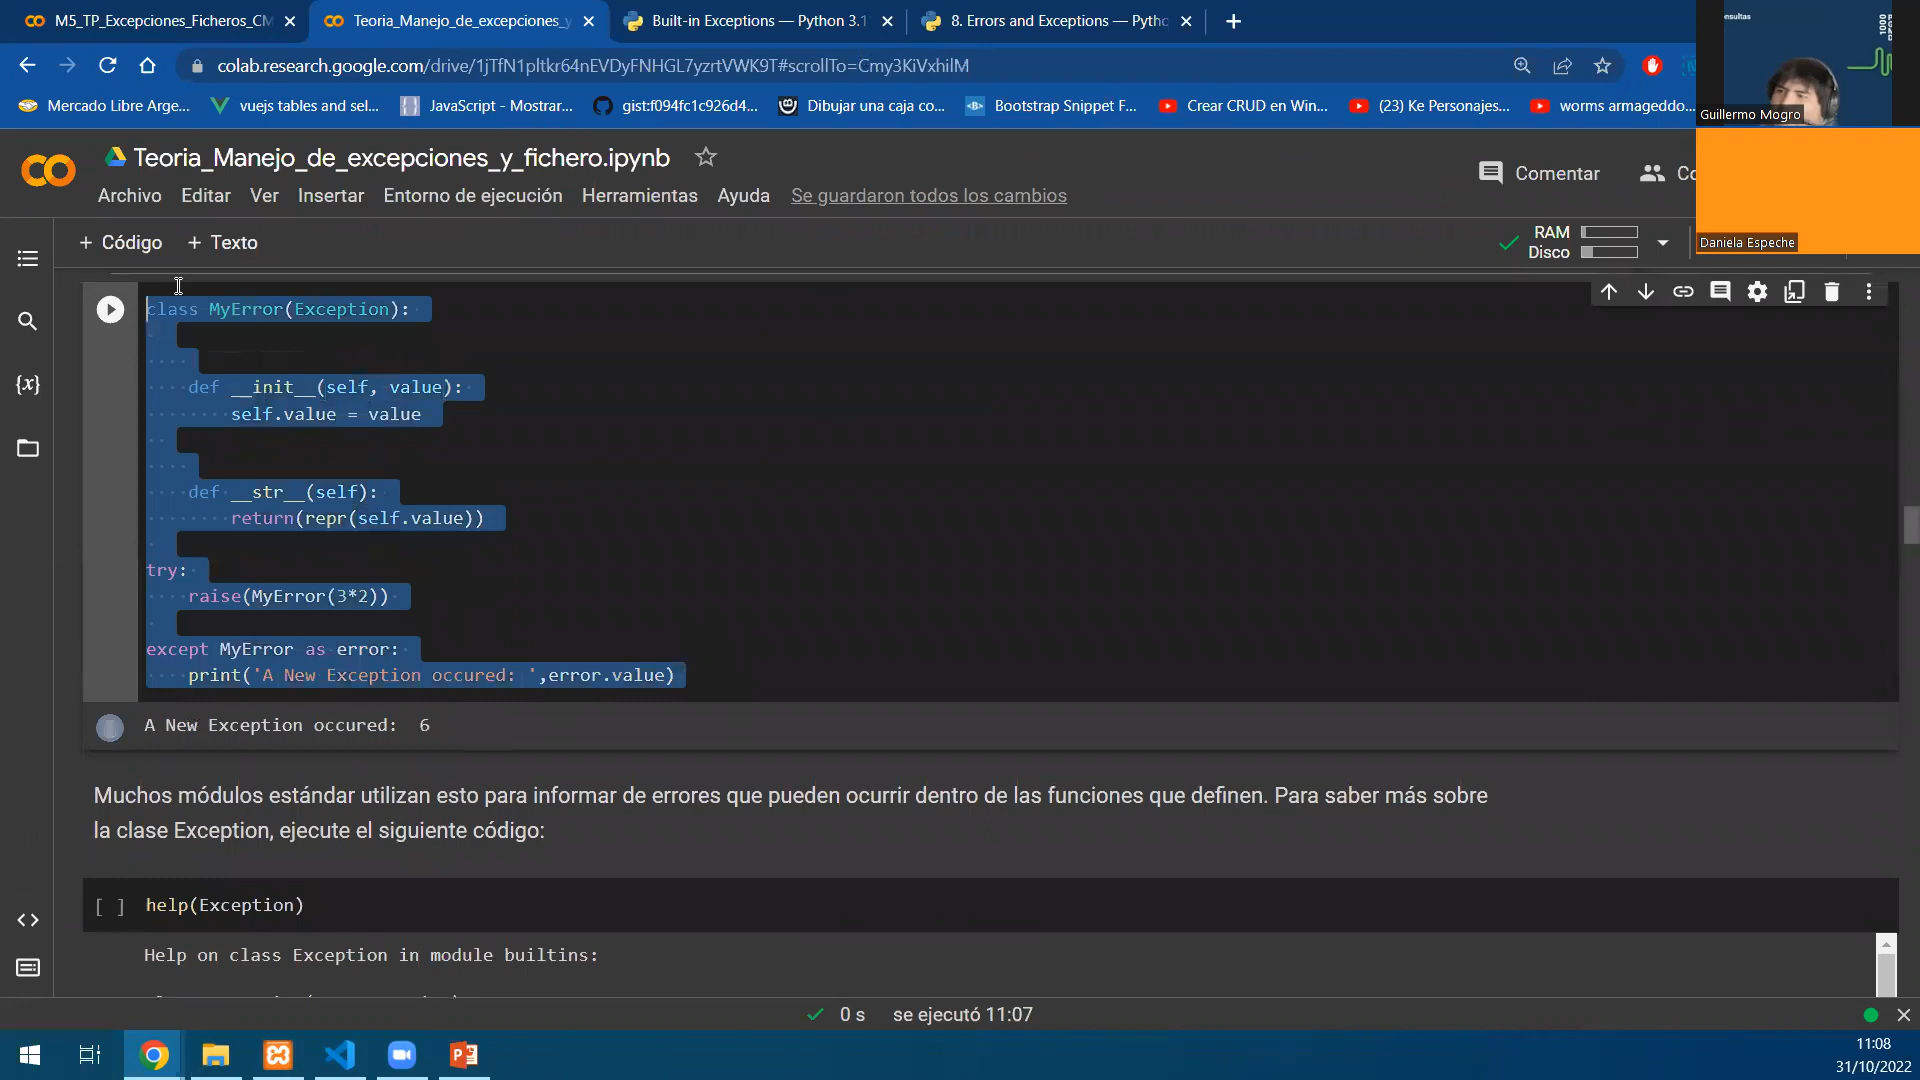 M5_TP_Excepciones_Ficheros_CM
Teoria_Manejo_de_excepciones_y
Built-in Exceptions — Python 3.1
8. Errors and Exceptions — Pytho
colab.research.google.com/drive/1jTfN1pltkr64nEVDyFNHGL7yzrtVWK9T#scrollTo=Cmy3KiVxhilM
Mercado Libre Arge...
vuejs tables and sel...
JavaScript - Mostrar...
gist:f094fc1c926d4...
Dibujar una caja co...
Bootstrap Snippet F...
Crear CRUD en Win...
(23) Ke Personajes...
worms armageddo...
onsultas
1000
Guillermo Mogro
Daniela Espeche
Teoria_Manejo_de_excepciones_y_fichero.ipynb
Comentar
Co
Archivo Editar Ver Insertar Entorno de ejecución Herramientas Ayuda Se guardaron todos los cambios
+ Código + Texto
RAM
Disco
class MyError(Exception):
def __init__(self, value):
self.value = value
def __str__(self):
return(repr(self.value))
try:
raise(MyError(3*2))
except MyError as error:
print('A New Exception occured: ',error.value)
A New Exception occured:  6
Muchos módulos estándar utilizan esto para informar de errores que pueden ocurrir dentro de las funciones que definen. Para saber más sobre
la clase Exception, ejecute el siguiente código:
[ ] help(Exception)
Help on class Exception in module builtins:
0 s se ejecutó 11:07
11:08
31/10/2022